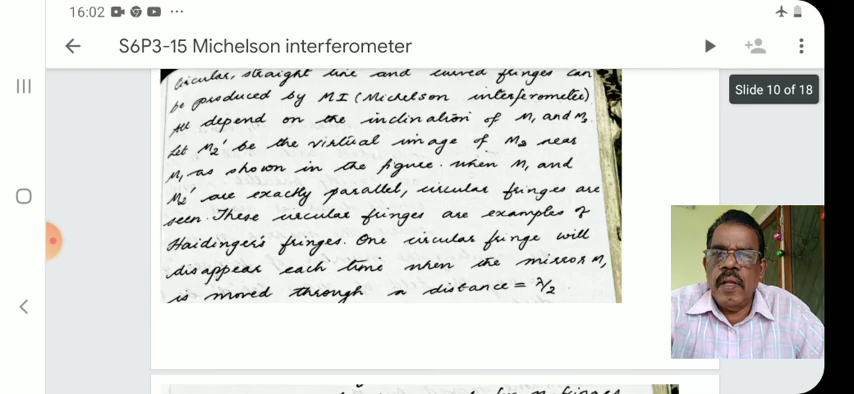 16:02
S6P3-15 Michelson interferometer
Slide 10 of 18
Circular, straight line and curved fringes can
be produced by MI (Michelson interferometer)
All depend on the inclination of M, and M₂.
Let M₂' be the virtual image of M₂ near
M, as shown in the figure. when M, and
M₂' are exactly parallel, circular fringes are
seen. These circular fringes are examples of
Haidinger's fringes. One circular fringe will
disappear each time when the mirror M,
is moved through a distance = λ/2
fringes